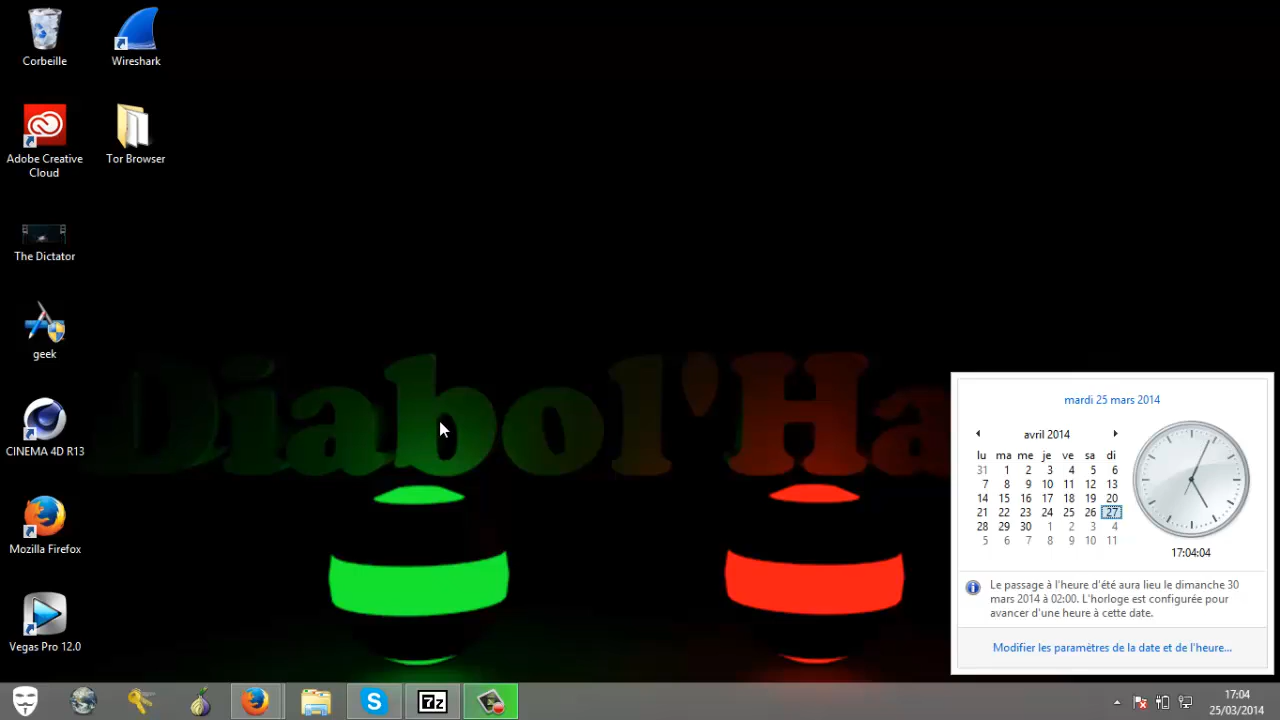 Corbeille
Wireshark
Adobe Creative
Cloud
Tor Browser
The Dictator
geek
CINEMA 4D R13
Mozilla Firefox
Vegas Pro 12.0
Diabol'Ha
mardi 25 mars 2014
avril 2014
lu ma me je ve sa di
31 1 2 3 4 5 6
7 8 9 10 11 12 13
14 15 16 17 18 19 20
21 22 23 24 25 26 27
28 29 30 1 2 3 4
5 6 7 8 9 10 11
17:04:04
Le passage à l'heure d'été aura lieu le dimanche 30
mars 2014 à 02:00. L'horloge est configurée pour
avancer d'une heure à cette date.
Modifier les paramètres de la date et de l'heure...
S
7z
17:04
25/03/2014